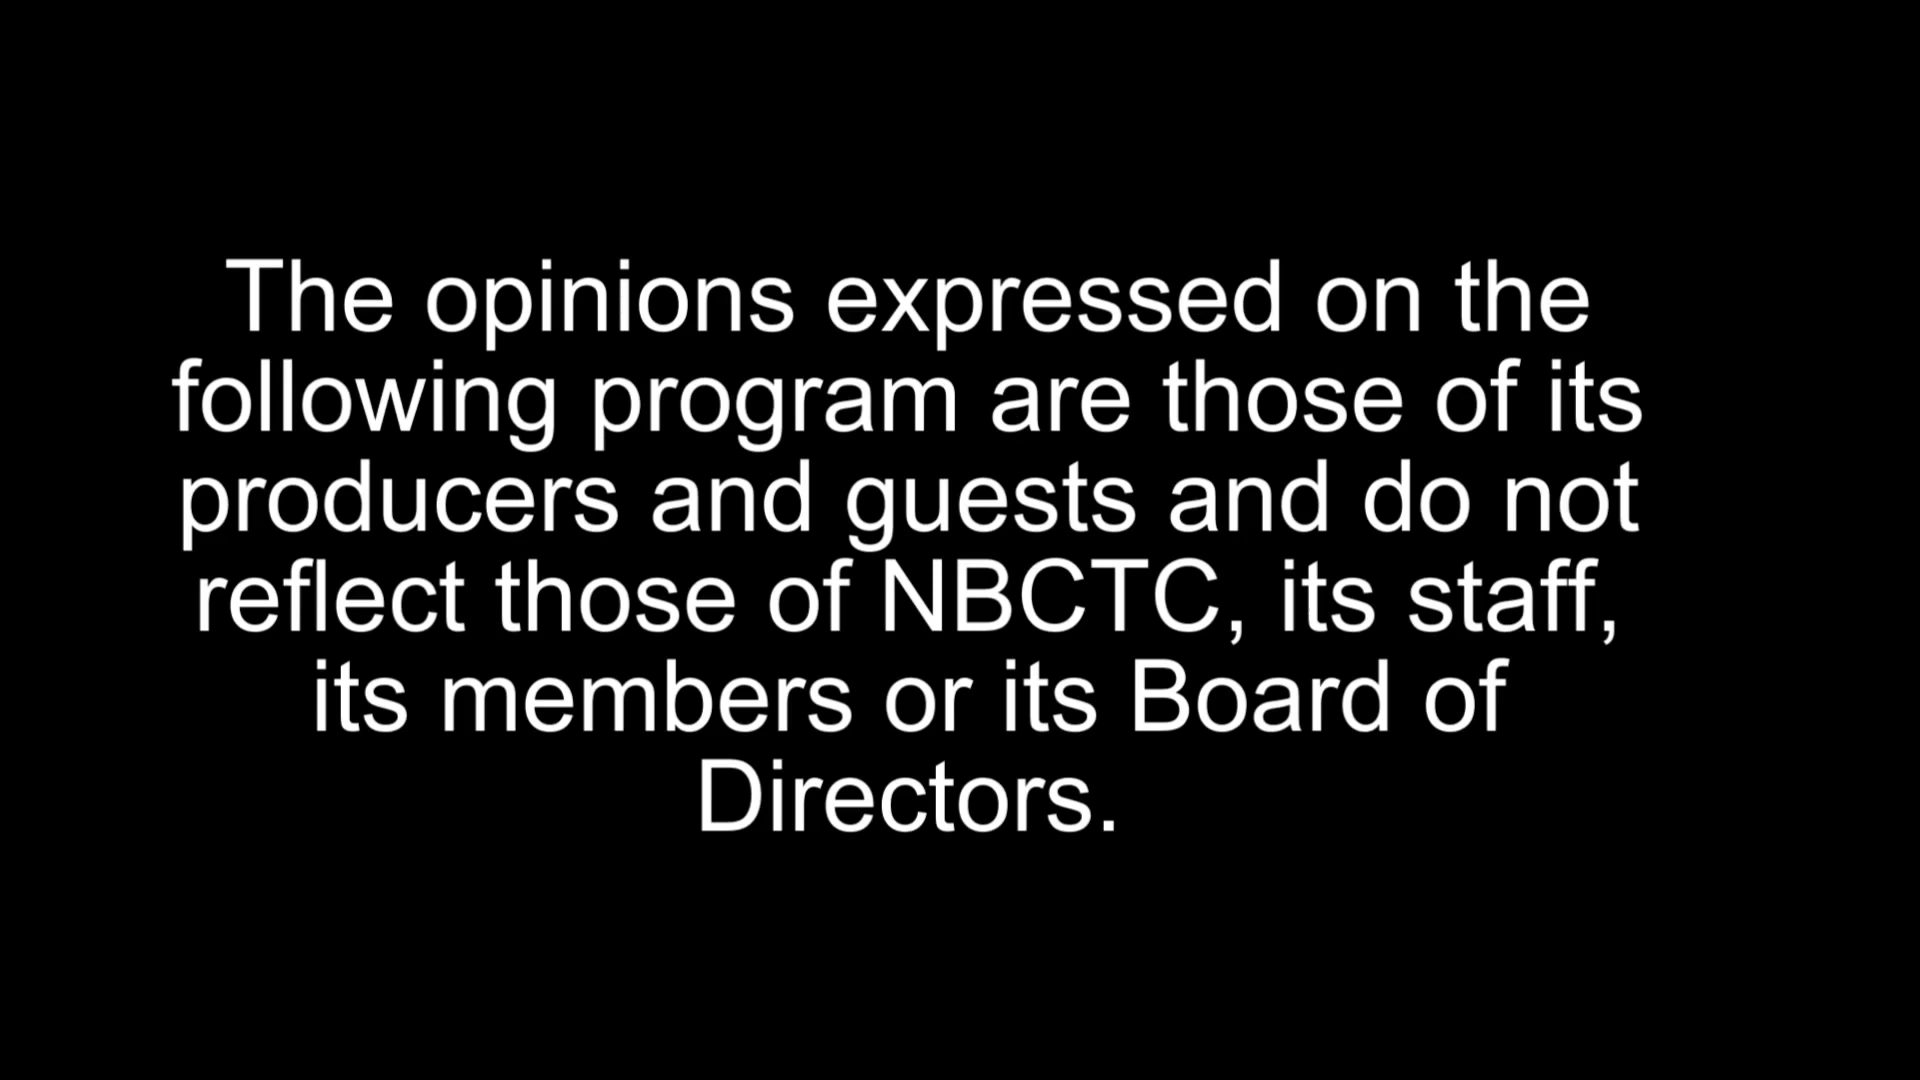 The opinions expressed on the
following program are those of its
producers and guests and do not
reflect those of NBCTC, its staff,
its members or its Board of
Directors.